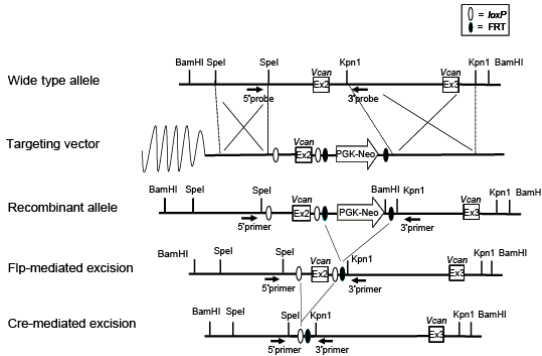 = loxP
= FRT
BamHI SpeI SpeI Vcan Kpn1 Vcan Kpn1 BamHI
Wide type allele Ex2 Ex3
5'probe 3'probe
Targeting vector Vcan Ex2 PGK-Neo
BamHI SpeI SpeI Vcan BamHI Kpn1 Vcan Kpn1 BamH
Recombinant allele Ex2 PGK-Neo Ex3
5'primer 3'primer
BamHI SpeI SpeI Vcan Kpn1 Vcan Kpn1 BamHI
Flp-mediated excision Ex2 Ex3
5'primer 3'primer
BamHI SpeI SpeI Kpn1 Vcan Kpn1 BamHI
Cre-mediated excision Ex3
5'primer 3'primer